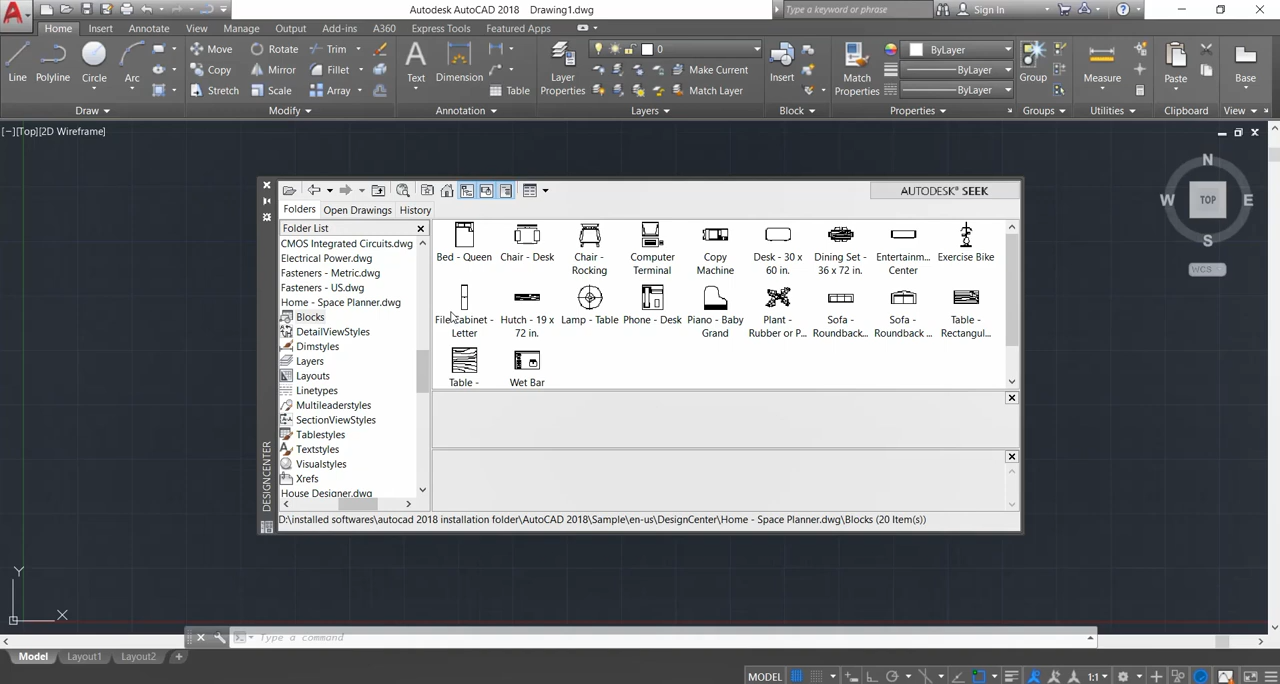 Autodesk AutoCAD 2018 Drawing1.dwg
Type a keyword or phrase
Sign In
Home Insert Annotate View Manage Output Add-ins A360 Express Tools Featured Apps
Line Polyline Circle Arc
Move Rotate Trim
Copy Mirror Fillet
Stretch Scale Array
Text Dimension Table
Layer Properties
0
Make Current
Match Layer
Insert
Match Properties
ByLayer
ByLayer
ByLayer
Group Measure Paste Base
Draw Modify Annotation Layers Block Properties Groups Utilities Clipboard View
[−][Top][2D Wireframe]
N
W TOP E
S
WCS
AUTODESK® SEEK
Folders Open Drawings History
Folder List
CMOS Integrated Circuits.dwg
Electrical Power.dwg
Fasteners - Metric.dwg
Fasteners - US.dwg
Home - Space Planner.dwg
Blocks
DetailViewStyles
Dimstyles
Layers
Layouts
Linetypes
Multileaderstyles
SectionViewStyles
Tablestyles
Textstyles
Visualstyles
Xrefs
House Designer.dwg
Bed - Queen
Chair - Desk
Chair - Rocking
Computer Terminal
Copy Machine
Desk - 30 x 60 in.
Dining Set - 36 x 72 in.
Entertainm... Center
Exercise Bike
File Cabinet - Letter
Hutch - 19 x 72 in.
Lamp - Table
Phone - Desk
Piano - Baby Grand
Plant - Rubber or P...
Sofa - Roundback...
Sofa - Roundback ...
Table - Rectangul...
Table -
Wet Bar
DESIGNCENTER
D:\installed softwares\autocad 2018 installation folder\AutoCAD 2018\Sample\en-us\DesignCenter\Home - Space Planner.dwg\Blocks (20 Item(s))
Y
X
Type a command
Model Layout1 Layout2 +
MODEL
1:1